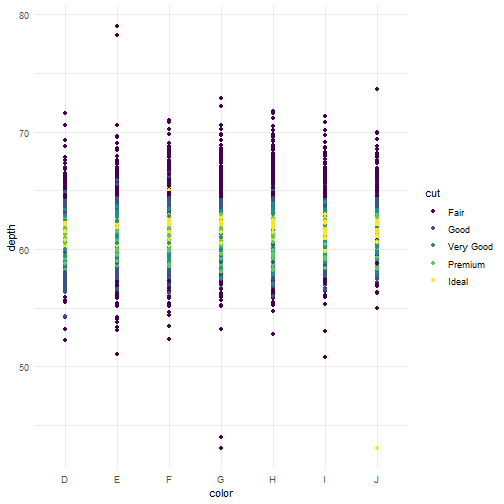 80
70
60
50
depth
D E F G H I J
color
cut
Fair
Good
Very Good
Premium
Ideal